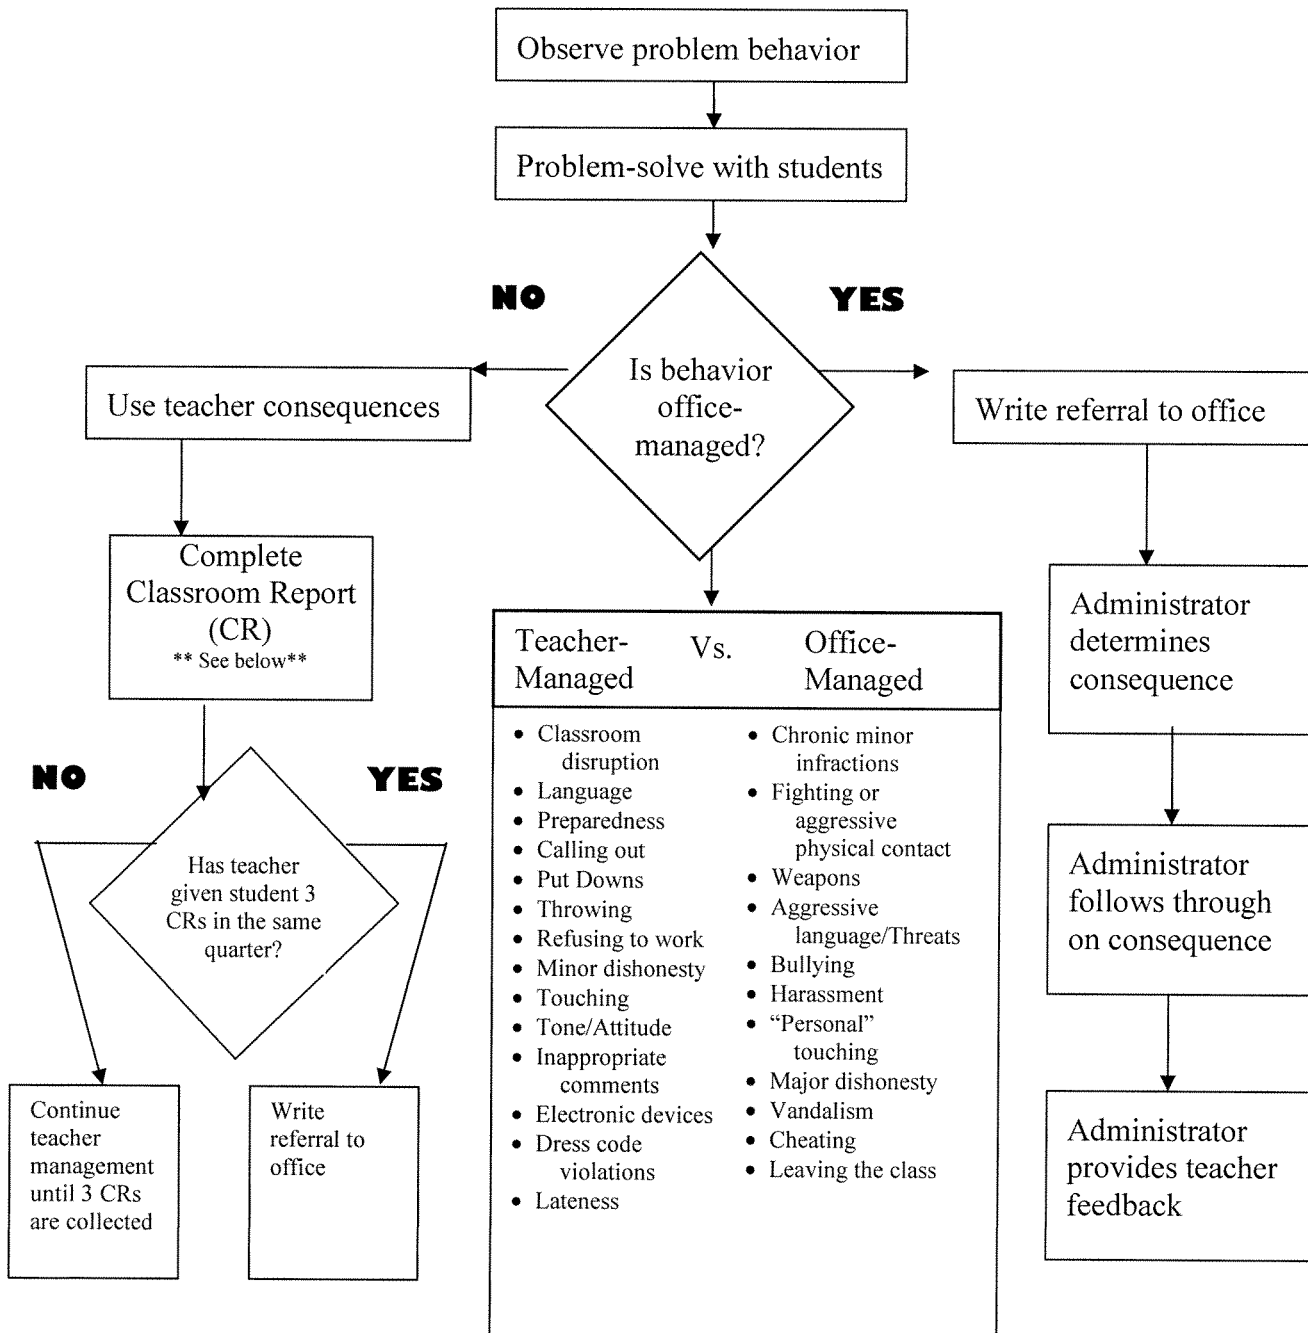 Observe problem behavior
Problem-solve with students
NO
YES
Is behavior
office-
managed?
Use teacher consequences
Write referral to office
Complete
Classroom Report
(CR)
** See below**
NO
YES
Has teacher
given student 3
CRs in the same
quarter?
Continue
teacher
management
until 3 CRs
are collected
Write
referral to
office
Teacher-
Managed
Vs.
Office-
Managed
• Classroom
disruption
• Language
• Preparedness
• Calling out
• Put Downs
• Throwing
• Refusing to work
• Minor dishonesty
• Touching
• Tone/Attitude
• Inappropriate
comments
• Electronic devices
• Dress code
violations
• Lateness
• Chronic minor
infractions
• Fighting or
aggressive
physical contact
• Weapons
• Aggressive
language/Threats
• Bullying
• Harassment
• “Personal”
touching
• Major dishonesty
• Vandalism
• Cheating
• Leaving the class
Administrator
determines
consequence
Administrator
follows through
on consequence
Administrator
provides teacher
feedback